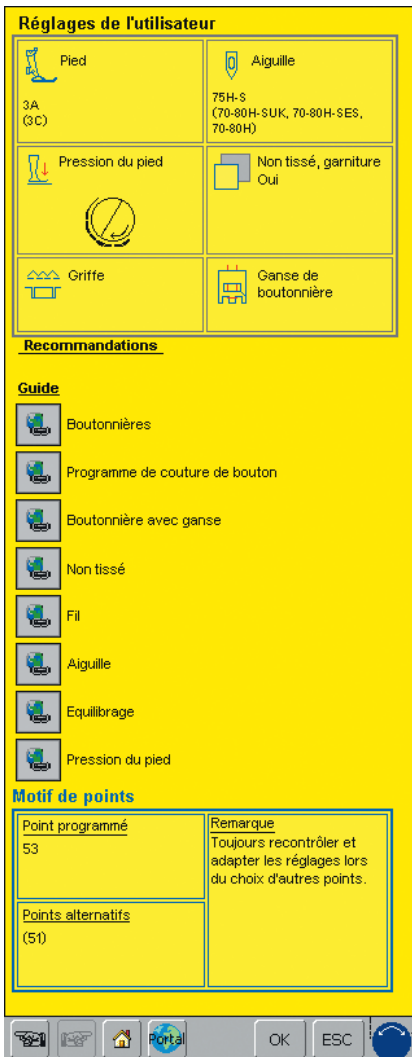 Réglages de l'utilisateur
Pied
3A
(3C)
Aiguille
75H-S
(70-80H-SUK, 70-80H-SES,
70-80H)
Pression du pied
Non tissé, garniture
Oui
Griffe
Ganse de
boutonnière
Recommandations
Guide
Boutonnières
Programme de couture de bouton
Boutonnière avec ganse
Non tissé
Fil
Aiguille
Equilibrage
Pression du pied
Motif de points
Point programmé
53
Points alternatifs
(51)
Remarque
Toujours recontrôler et
adapter les réglages lors
du choix d'autres points.
Portal
OK
ESC